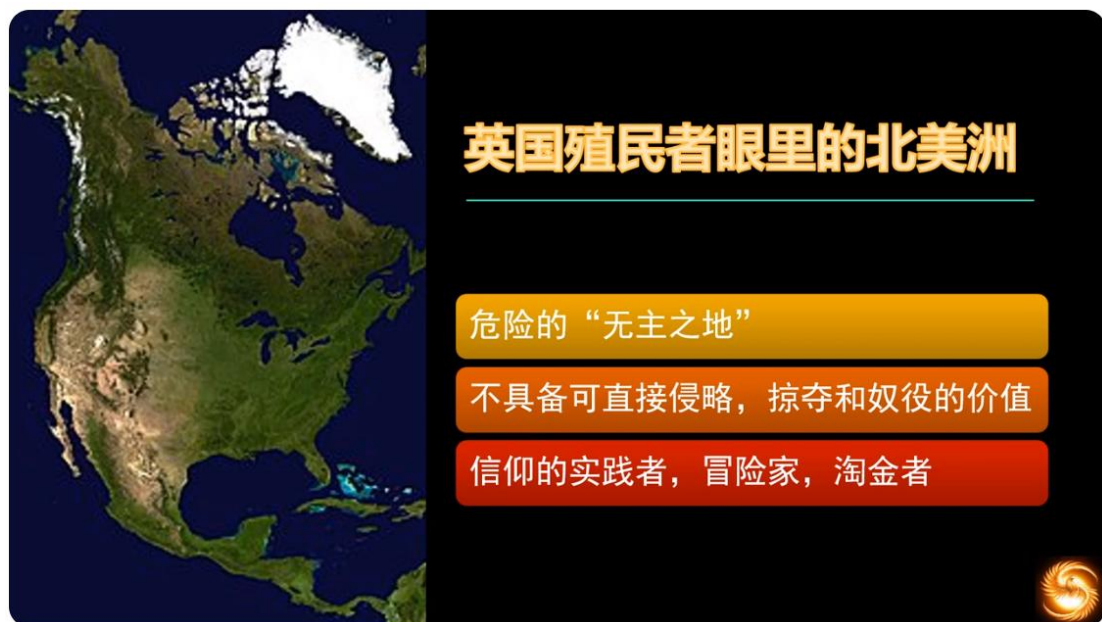 英国殖民者眼里的北美洲
危险的“无主之地”
不具备可直接侵略，掠夺和奴役的价值
信仰的实践者，冒险家，淘金者